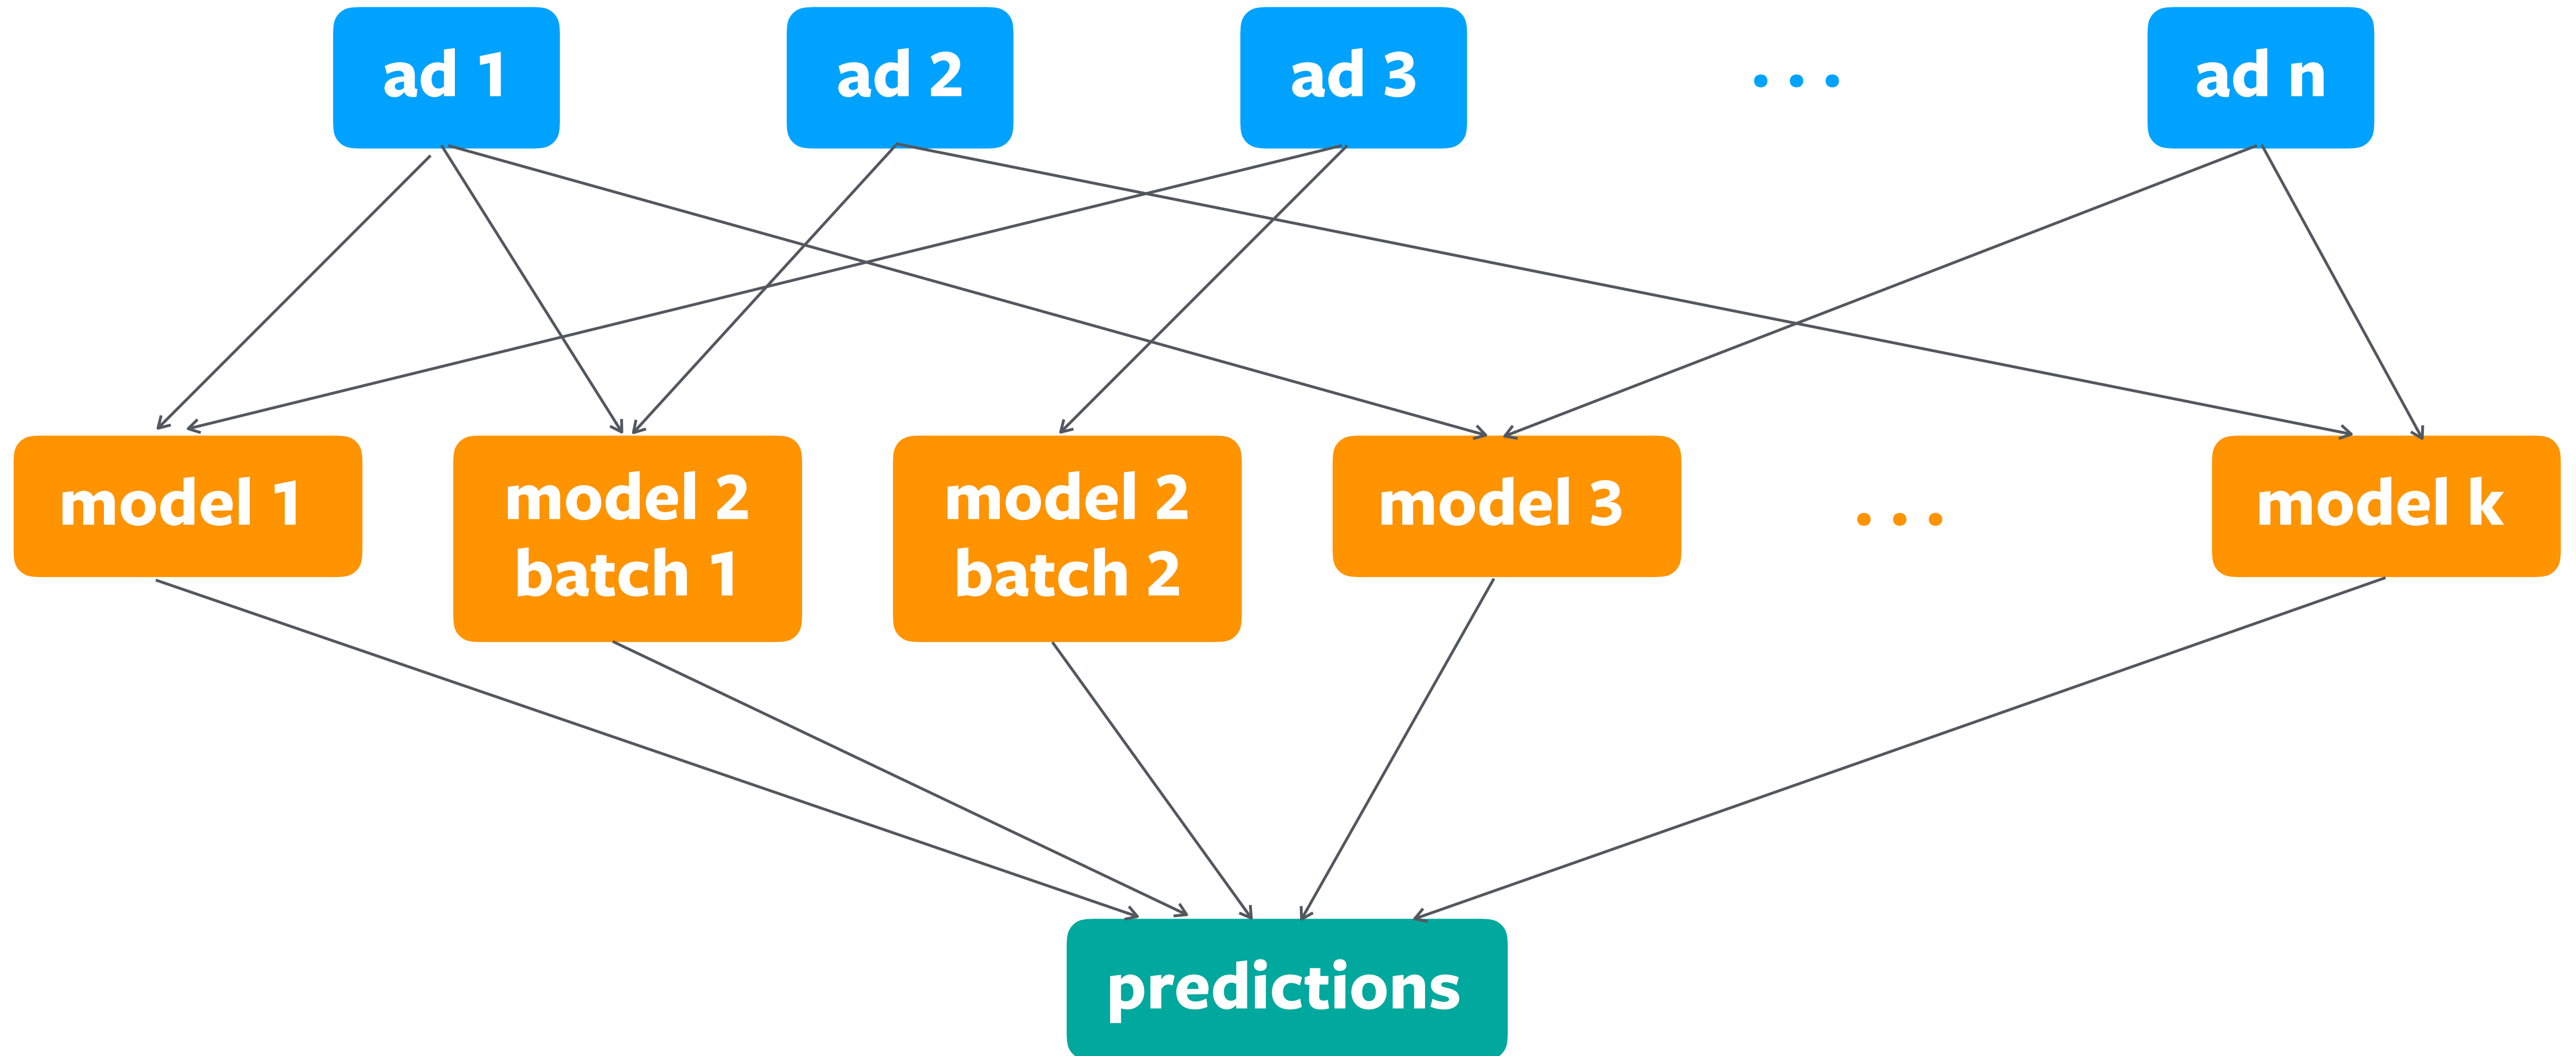 ad 1
ad 2
ad 3
...
ad n
model 1
model 2
batch 1
model 2
batch 2
model 3
...
model k
predictions